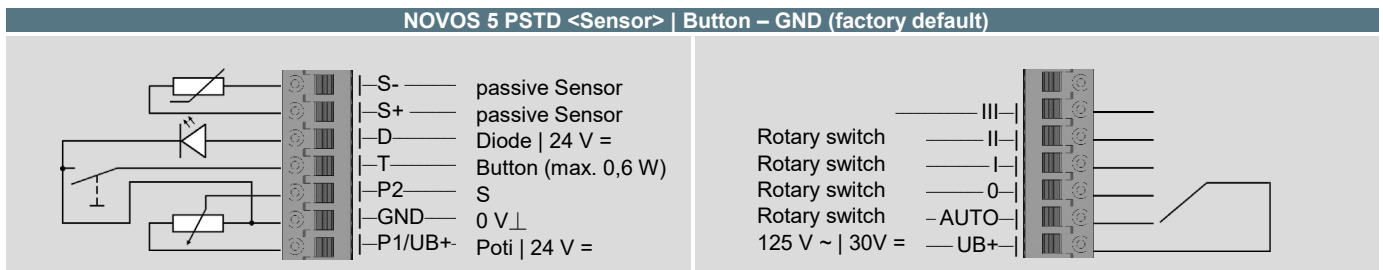 NOVOS 5 PSTD <Sensor> | Button – GND (factory default)
S- passive Sensor
S+ passive Sensor
D Diode | 24 V =
T Button (max. 0,6 W)
P2 S
GND 0 V⊥
P1/UB+ Poti | 24 V =
III
Rotary switch II
Rotary switch I
Rotary switch 0
Rotary switch AUTO
125 V ~ | 30V = UB+